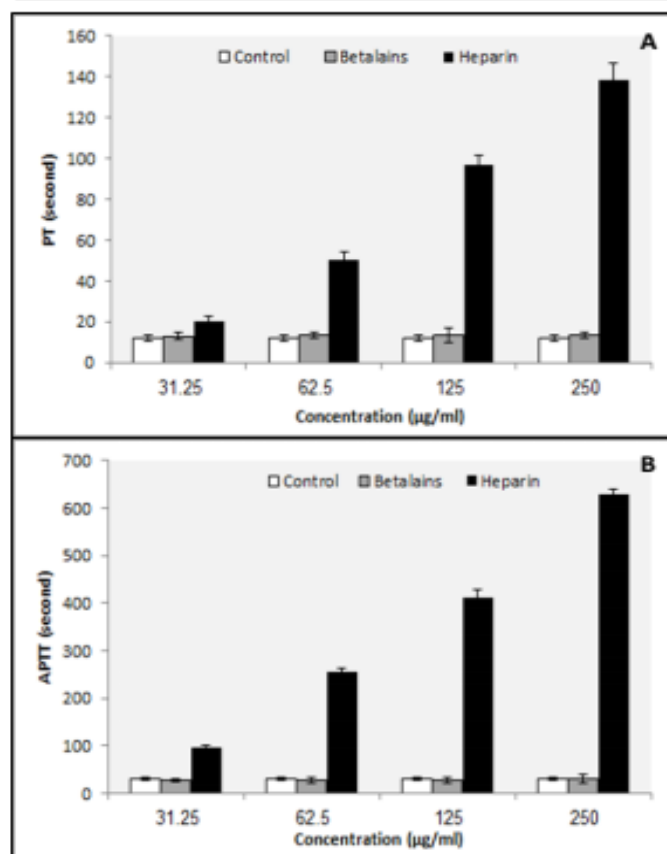 A
Control Betalains Heparin
160
140
120
100
80
60
40
20
0
PT (second)
31.25 62.5 125 250
Concentration (µg/ml)
B
Control Betalains Heparin
700
600
500
400
300
200
100
0
APTT (second)
31.25 62.5 125 250
Concentration (µg/ml)